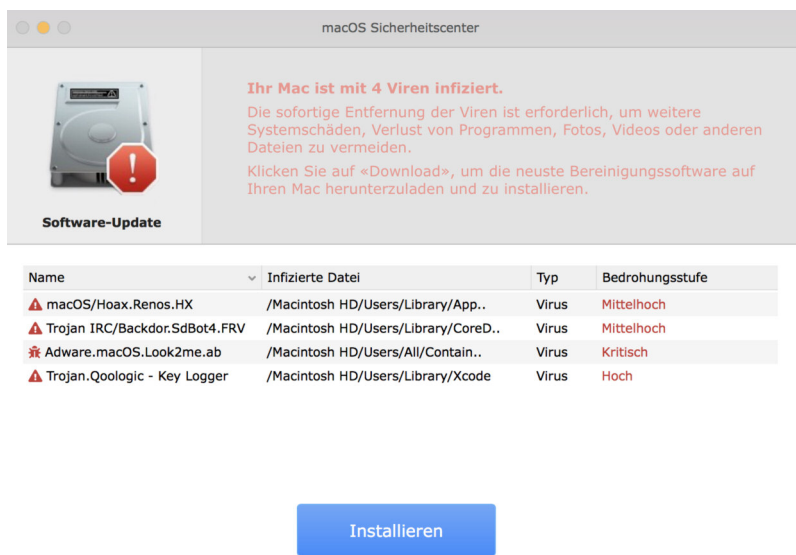 macOS Sicherheitscenter
Ihr Mac ist mit 4 Viren infiziert.
Die sofortige Entfernung der Viren ist erforderlich, um weitere
Systemschäden, Verlust von Programmen, Fotos, Videos oder anderen
Dateien zu vermeiden.
Klicken Sie auf «Download», um die neuste Bereinigungssoftware auf
Ihren Mac herunterzuladen und zu installieren.
Software-Update
Name Infizierte Datei Typ Bedrohungsstufe
macOS/Hoax.Renos.HX /Macintosh HD/Users/Library/App.. Virus Mittelhoch
Trojan IRC/Backdor.SdBot4.FRV /Macintosh HD/Users/Library/CoreD.. Virus Mittelhoch
Adware.macOS.Look2me.ab /Macintosh HD/Users/All/Contain.. Virus Kritisch
Trojan.Qoologic - Key Logger /Macintosh HD/Users/Library/Xcode Virus Hoch
Installieren